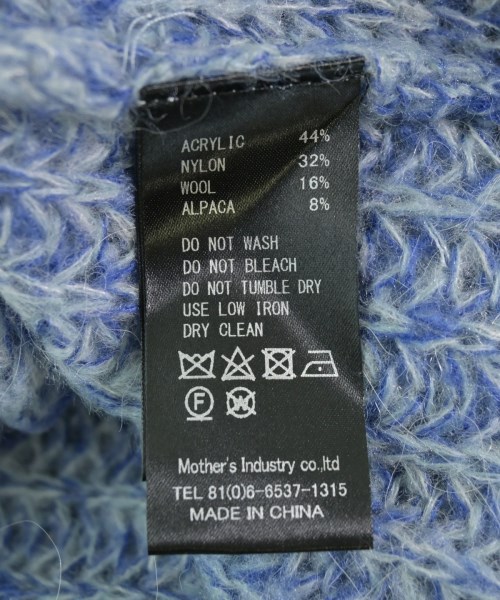 ACRYLIC 44%
NYLON 32%
WOOL 16%
ALPACA 8%
DO NOT WASH
DO NOT BLEACH
DO NOT TUMBLE DRY
USE LOW IRON
DRY CLEAN
F W
Mother's Industry co.,ltd
TEL 81(0)6-6537-1315
MADE IN CHINA